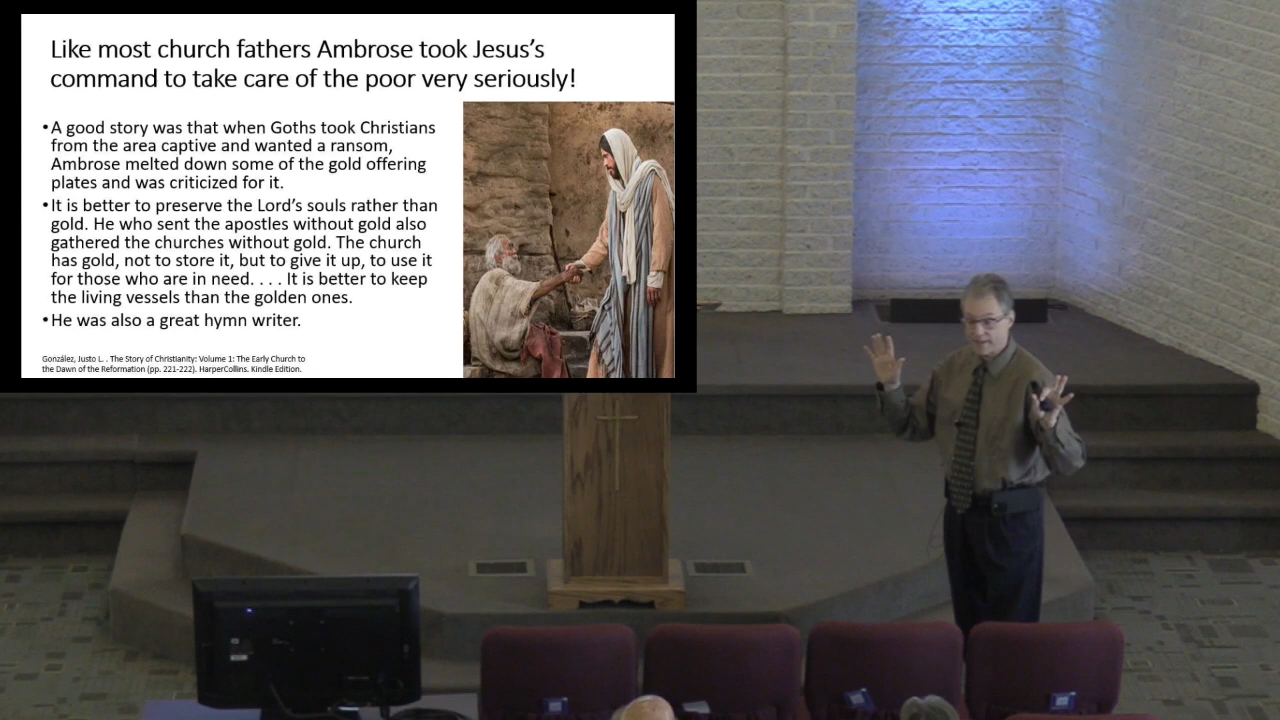 Like most church fathers Ambrose took Jesus's
command to take care of the poor very seriously!
•A good story was that when Goths took Christians
from the area captive and wanted a ransom,
Ambrose melted down some of the gold offering
plates and was criticized for it.
•It is better to preserve the Lord's souls rather than
gold. He who sent the apostles without gold also
gathered the churches without gold. The church
has gold, not to store it, but to give it up, to use it
for those who are in need. . . . It is better to keep
the living vessels than the golden ones.
•He was also a great hymn writer.
González, Justo L. . The Story of Christianity: Volume 1: The Early Church to
the Dawn of the Reformation (pp. 221-222). HarperCollins. Kindle Edition.